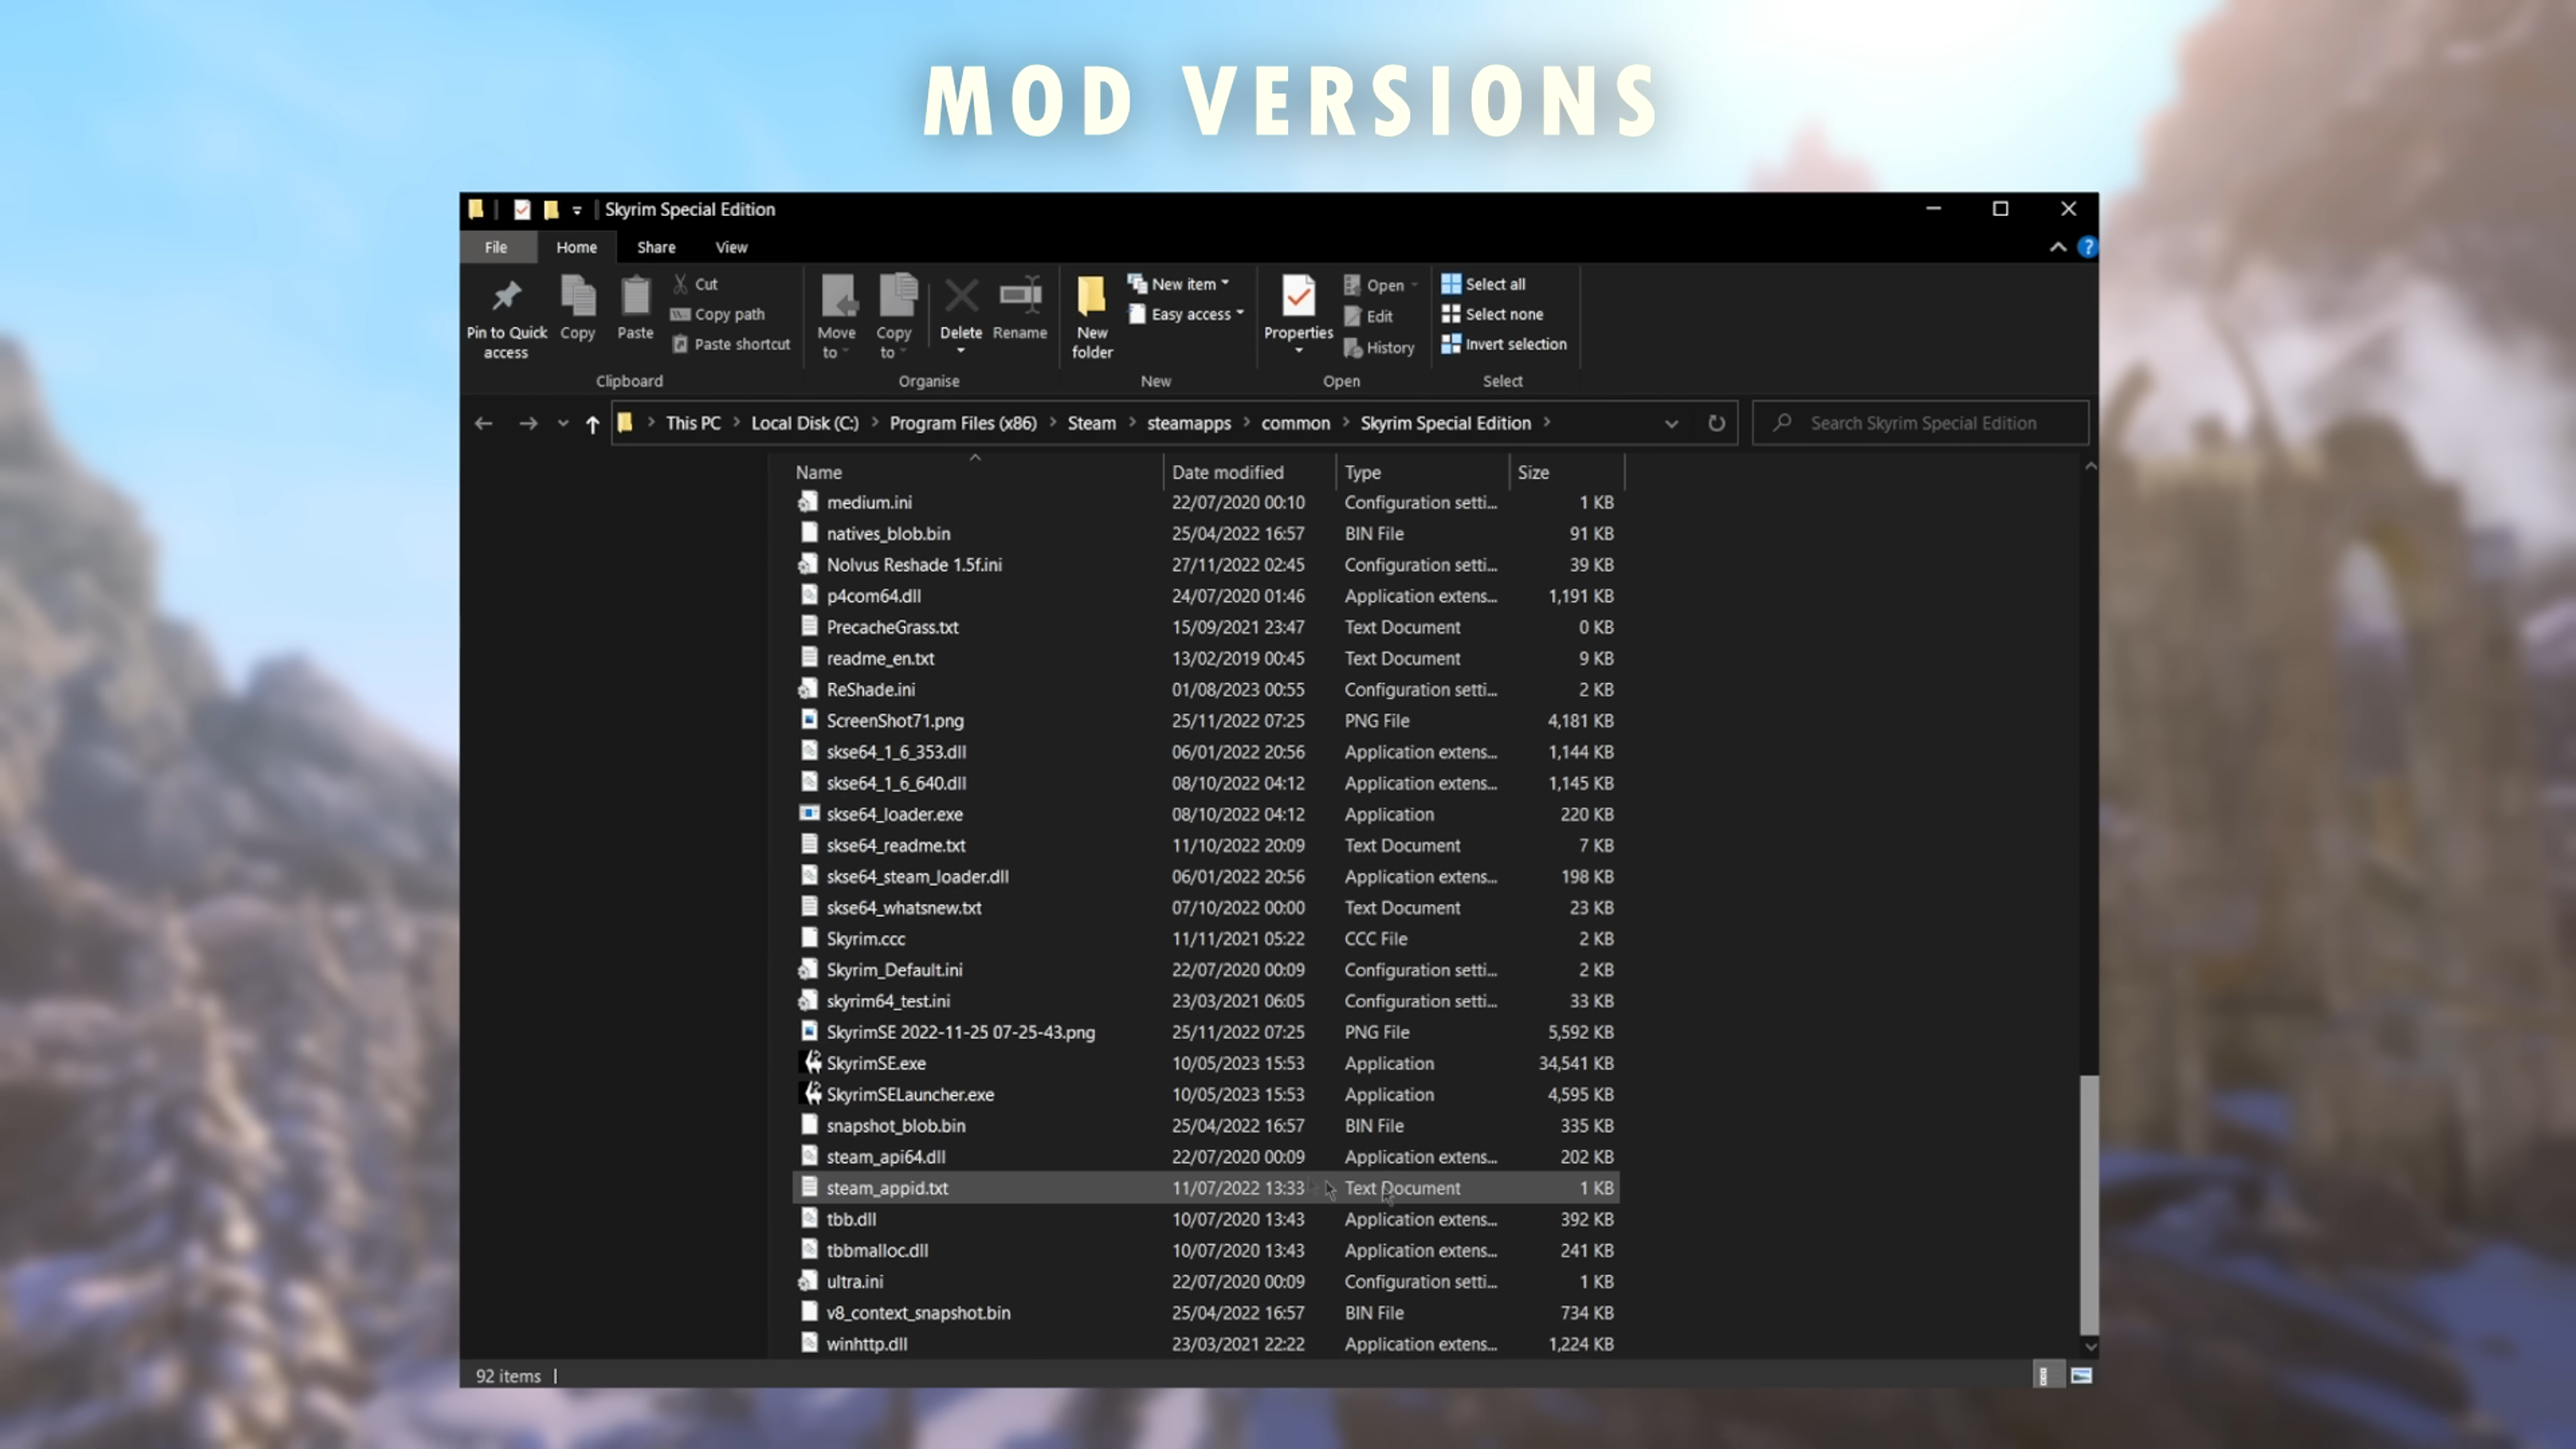 MOD VERSIONS
Skyrim Special Edition
File Home Share View
Pin to Quick access
Copy
Paste
Cut
Copy path
Paste shortcut
Move to
Copy to
Delete
Rename
New folder
New item
Easy access
Properties
Open
Edit
History
Select all
Select none
Invert selection
Clipboard Organise New Open Select
This PC Local Disk (C:) Program Files (x86) Steam steamapps common Skyrim Special Edition Search Skyrim Special Edition
Name Date modified Type Size
medium.ini 22/07/2020 00:10 Configuration setti... 1 KB
natives_blob.bin 25/04/2022 16:57 BIN File 91 KB
Nolvus Reshade 1.5f.ini 27/11/2022 02:45 Configuration setti... 39 KB
p4com64.dll 24/07/2020 01:46 Application extens... 1,191 KB
PrecacheGrass.txt 15/09/2021 23:47 Text Document 0 KB
readme_en.txt 13/02/2019 00:45 Text Document 9 KB
ReShade.ini 01/08/2023 00:55 Configuration setti... 2 KB
ScreenShot71.png 25/11/2022 07:25 PNG File 4,181 KB
skse64_1_6_353.dll 06/01/2022 20:56 Application extens... 1,144 KB
skse64_1_6_640.dll 08/10/2022 04:12 Application extens... 1,145 KB
skse64_loader.exe 08/10/2022 04:12 Application 220 KB
skse64_readme.txt 11/10/2022 20:09 Text Document 7 KB
skse64_steam_loader.dll 06/01/2022 20:56 Application extens... 198 KB
skse64_whatsnew.txt 07/10/2022 00:00 Text Document 23 KB
Skyrim.ccc 11/11/2021 05:22 CCC File 2 KB
Skyrim_Default.ini 22/07/2020 00:09 Configuration setti... 2 KB
skyrim64_test.ini 23/03/2021 06:05 Configuration setti... 33 KB
SkyrimSE 2022-11-25 07-25-43.png 25/11/2022 07:25 PNG File 5,592 KB
SkyrimSE.exe 10/05/2023 15:53 Application 34,541 KB
SkyrimSELauncher.exe 10/05/2023 15:53 Application 4,595 KB
snapshot_blob.bin 25/04/2022 16:57 BIN File 335 KB
steam_api64.dll 22/07/2020 00:09 Application extens... 202 KB
steam_appid.txt 11/07/2022 13:33 Text Document 1 KB
tbb.dll 10/07/2020 13:43 Application extens... 392 KB
tbbmalloc.dll 10/07/2020 13:43 Application extens... 241 KB
ultra.ini 22/07/2020 00:09 Configuration setti... 1 KB
v8_context_snapshot.bin 25/04/2022 16:57 BIN File 734 KB
winhttp.dll 23/03/2021 22:22 Application extens... 1,224 KB
92 items